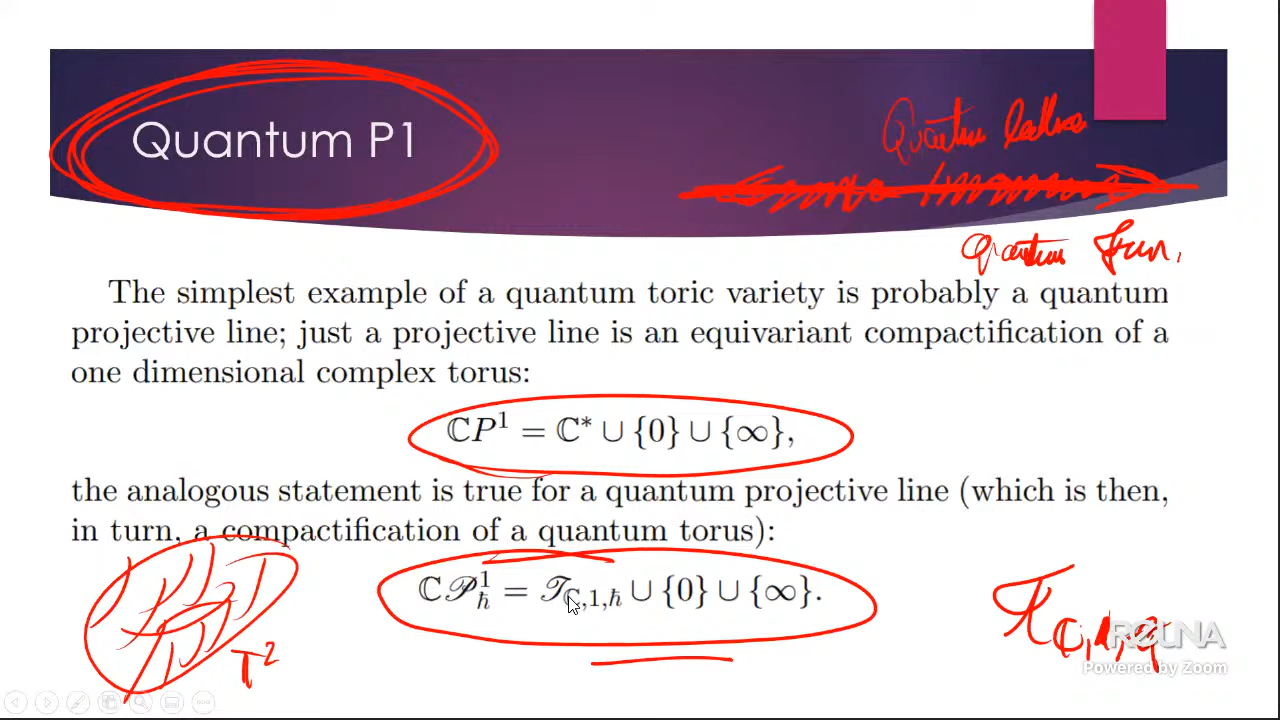 Quantum P1
Quantum lattice
Quantum Fun.
The simplest example of a quantum toric variety is probably a quantum
projective line; just a projective line is an equivariant compactification of a
one dimensional complex torus:
ℂP¹ = ℂ* ∪ {0} ∪ {∞},
the analogous statement is true for a quantum projective line (which is then,
in turn, a compactification of a quantum torus):
ℂ𝒫¹_ℏ = 𝒯_{ℂ,1,ℏ} ∪ {0} ∪ {∞}.
T²
Powered by Zoom